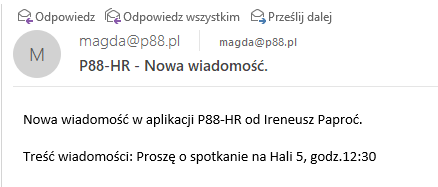 Odpowiedz Odpowiedz wszystkim Prześlij dalej
M
magda@p88.pl magda@p88.pl
P88-HR - Nowa wiadomość.
Nowa wiadomość w aplikacji P88-HR od Ireneusz Paproć.
Treść wiadomości: Proszę o spotkanie na Hali 5, godz.12:30